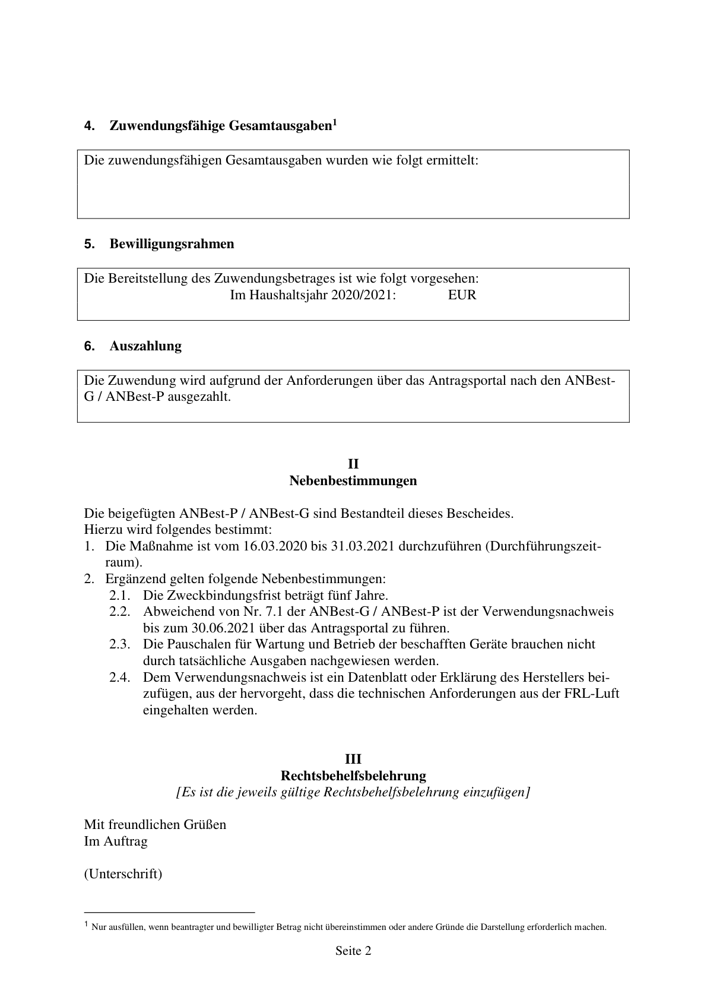 4. Zuwendungsfähige Gesamtausgaben¹
Die zuwendungsfähigen Gesamtausgaben wurden wie folgt ermittelt:
5. Bewilligungsrahmen
Die Bereitstellung des Zuwendungsbetrages ist wie folgt vorgesehen:
Im Haushaltsjahr 2020/2021: EUR
6. Auszahlung
Die Zuwendung wird aufgrund der Anforderungen über das Antragsportal nach den ANBest-
G / ANBest-P ausgezahlt.
II
Nebenbestimmungen
Die beigefügten ANBest-P / ANBest-G sind Bestandteil dieses Bescheides.
Hierzu wird folgendes bestimmt:
1. Die Maßnahme ist vom 16.03.2020 bis 31.03.2021 durchzuführen (Durchführungszeit-
raum).
2. Ergänzend gelten folgende Nebenbestimmungen:
2.1. Die Zweckbindungsfrist beträgt fünf Jahre.
2.2. Abweichend von Nr. 7.1 der ANBest-G / ANBest-P ist der Verwendungsnachweis
bis zum 30.06.2021 über das Antragsportal zu führen.
2.3. Die Pauschalen für Wartung und Betrieb der beschafften Geräte brauchen nicht
durch tatsächliche Ausgaben nachgewiesen werden.
2.4. Dem Verwendungsnachweis ist ein Datenblatt oder Erklärung des Herstellers bei-
zufügen, aus der hervorgeht, dass die technischen Anforderungen aus der FRL-Luft
eingehalten werden.
III
Rechtsbehelfsbelehrung
[Es ist die jeweils gültige Rechtsbehelfsbelehrung einzufügen]
Mit freundlichen Grüßen
Im Auftrag
(Unterschrift)
¹ Nur ausfüllen, wenn beantragter und bewilligter Betrag nicht übereinstimmen oder andere Gründe die Darstellung erforderlich machen.
Seite 2